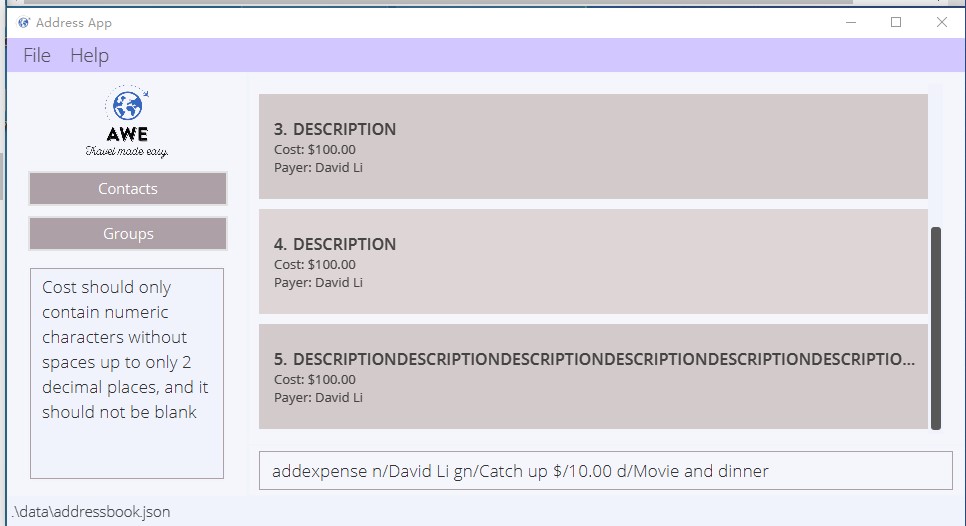 Address App
File Help
AWE
Travel made easy.
Contacts
Groups
Cost should only
contain numeric
characters without
spaces up to only 2
decimal places, and it
should not be blank
3. DESCRIPTION
Cost: $100.00
Payer: David Li
4. DESCRIPTION
Cost: $100.00
Payer: David Li
5. DESCRIPTIONDESCRIPTIONDESCRIPTIONDESCRIPTIONDESCRIPTIONDESCRIPTIO...
Cost: $100.00
Payer: David Li
addexpense n/David Li gn/Catch up $/10.00 d/Movie and dinner
.\data\addressbook.json